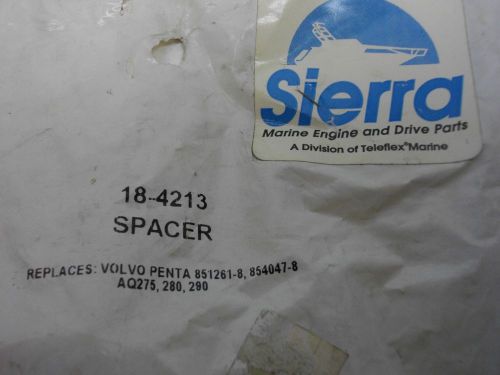 Sierra
Marine Engine and Drive Parts
A Division of Teleflex® Marine
18-4213
SPACER
REPLACES: VOLVO PENTA 851261-8, 854047-8
AQ275, 280, 290